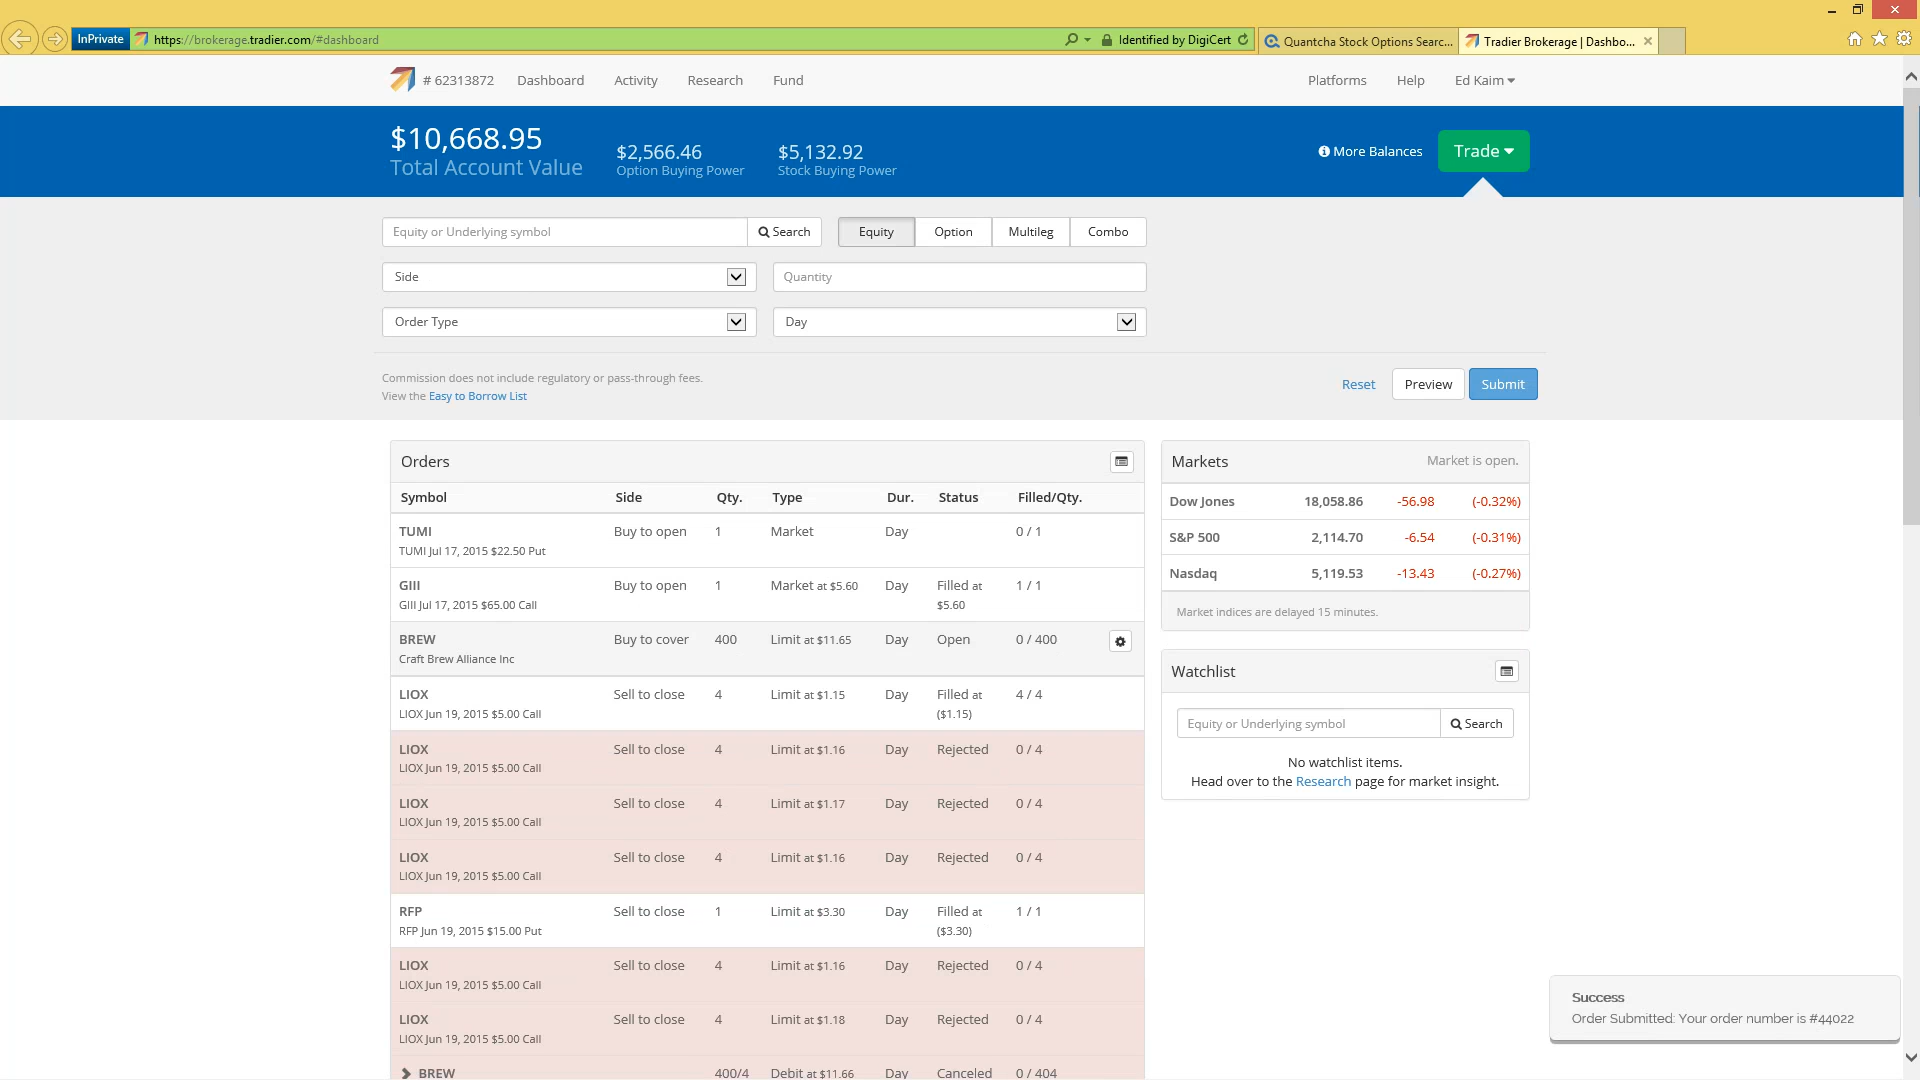 InPrivate https://brokerage.tradier.com/#dashboard Identified by DigiCert Quantcha Stock Options Searc... Tradier Brokerage | Dashbo...
# 62313872 Dashboard Activity Research Fund Platforms Help Ed Kaim
$10,668.95
Total Account Value
$2,566.46
Option Buying Power
$5,132.92
Stock Buying Power
More Balances
Trade
Equity or Underlying symbol Search Equity Option Multileg Combo
Side Quantity
Order Type Day
Commission does not include regulatory or pass-through fees.
View the Easy to Borrow List
Reset Preview Submit
Orders
Symbol Side Qty. Type Dur. Status Filled/Qty.
TUMI Buy to open 1 Market Day 0 / 1
TUMI Jul 17, 2015 $22.50 Put
GIII Buy to open 1 Market at $5.60 Day Filled at 1 / 1
GIII Jul 17, 2015 $65.00 Call $5.60
BREW Buy to cover 400 Limit at $11.65 Day Open 0 / 400
Craft Brew Alliance Inc
LIOX Sell to close 4 Limit at $1.15 Day Filled at 4 / 4
LIOX Jun 19, 2015 $5.00 Call ($1.15)
LIOX Sell to close 4 Limit at $1.16 Day Rejected 0 / 4
LIOX Jun 19, 2015 $5.00 Call
LIOX Sell to close 4 Limit at $1.17 Day Rejected 0 / 4
LIOX Jun 19, 2015 $5.00 Call
LIOX Sell to close 4 Limit at $1.16 Day Rejected 0 / 4
LIOX Jun 19, 2015 $5.00 Call
RFP Sell to close 1 Limit at $3.30 Day Filled at 1 / 1
RFP Jun 19, 2015 $15.00 Put ($3.30)
LIOX Sell to close 4 Limit at $1.16 Day Rejected 0 / 4
LIOX Jun 19, 2015 $5.00 Call
LIOX Sell to close 4 Limit at $1.18 Day Rejected 0 / 4
LIOX Jun 19, 2015 $5.00 Call
BREW 400/4 Debit at $11.66 Day Canceled 0 / 404
Markets Market is open.
Dow Jones 18,058.86 -56.98 (-0.32%)
S&P 500 2,114.70 -6.54 (-0.31%)
Nasdaq 5,119.53 -13.43 (-0.27%)
Market indices are delayed 15 minutes.
Watchlist
Equity or Underlying symbol Search
No watchlist items.
Head over to the Research page for market insight.
Success
Order Submitted: Your order number is #44022